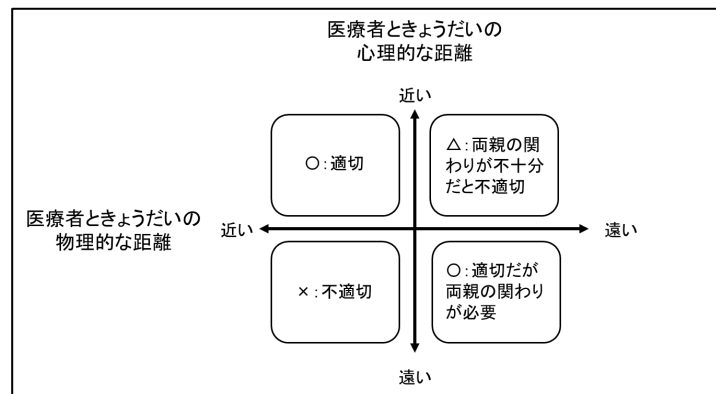 医療者ときょうだいの
心理的な距離
近い
○：適切
△：両親の関
わりが不十分
だと不適切
医療者ときょうだいの
物理的な距離
近い
遠い
×：不適切
○：適切だが
両親の関わり
が必要
遠い